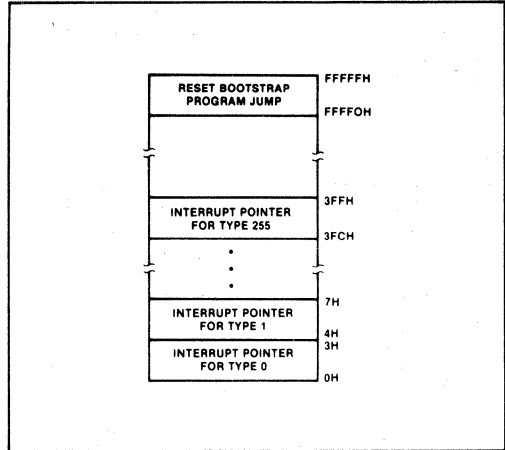 FFFFFH
RESET BOOTSTRAP
PROGRAM JUMP
FFFF0H
3FFH
INTERRUPT POINTER
FOR TYPE 255
3FCH
7H
INTERRUPT POINTER
FOR TYPE 1
4H
3H
INTERRUPT POINTER
FOR TYPE 0
0H